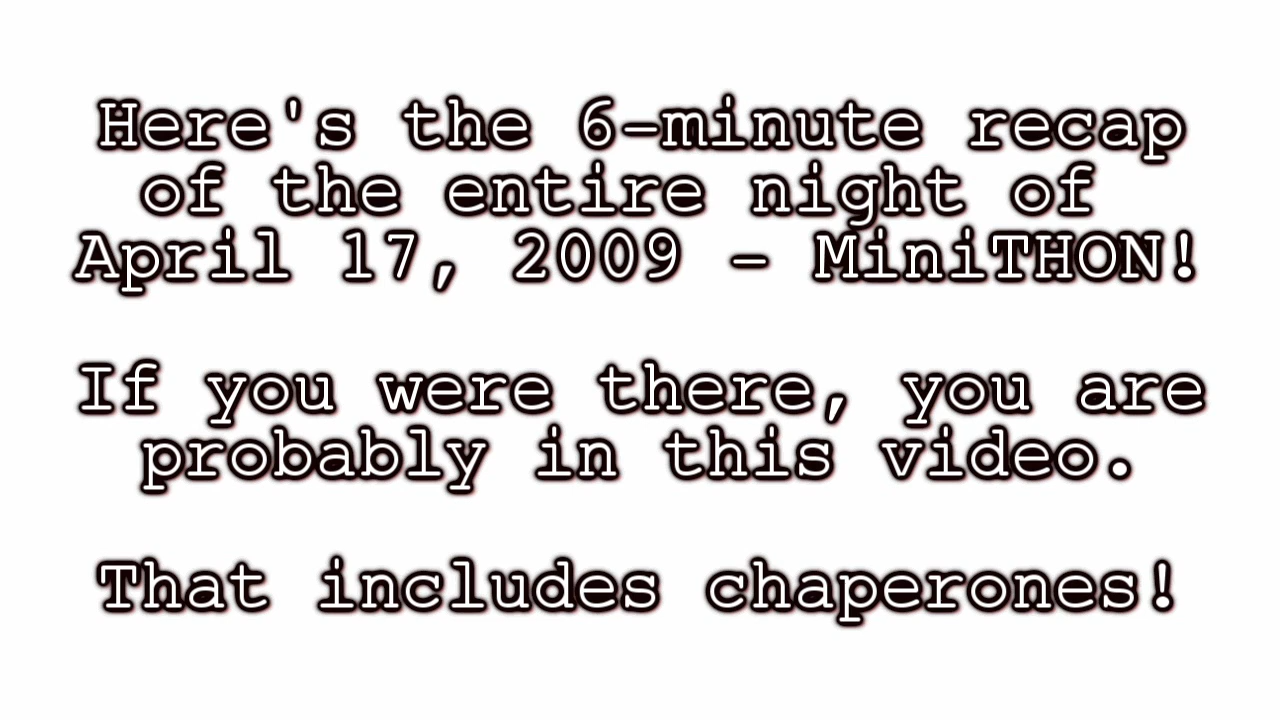 Here's the 6-minute recap
of the entire night of
April 17, 2009 - MiniTHON!
If you were there, you are
probably in this video.
That includes chaperones!